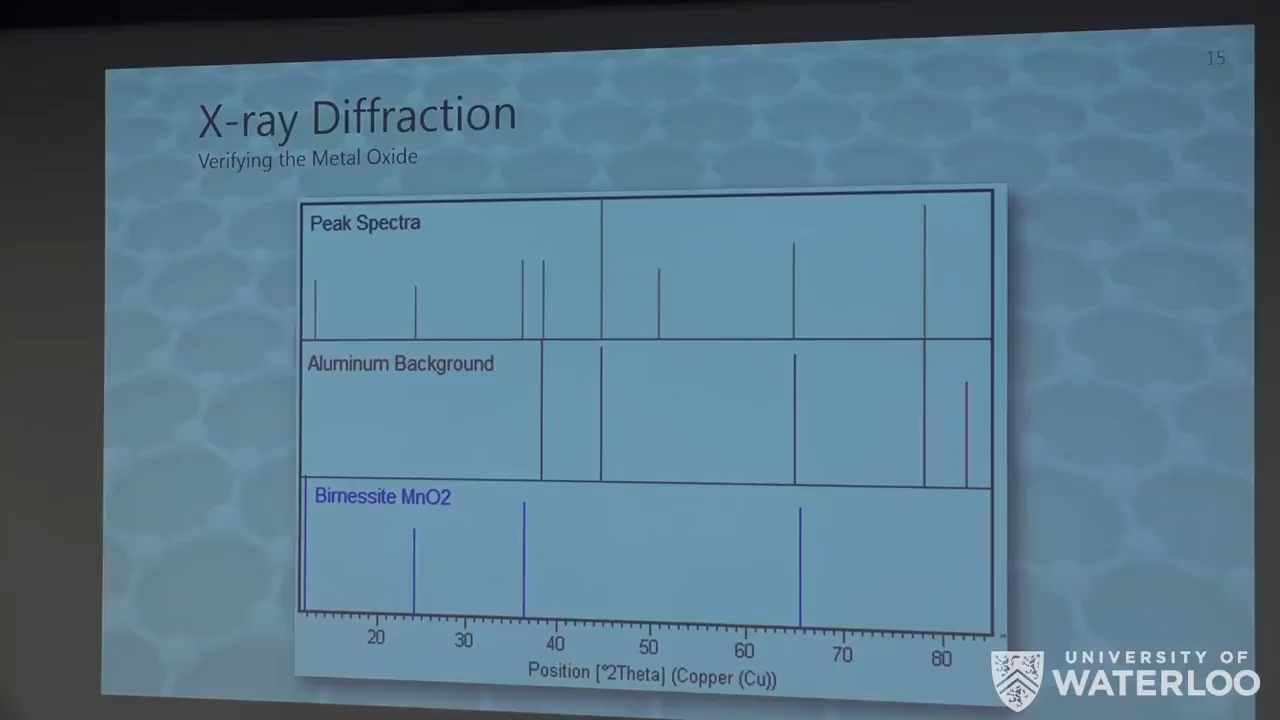 15
X-ray Diffraction
Verifying the Metal Oxide
Peak Spectra
Aluminum Background
Birnessite MnO2
20 30 40 50 60 70 80
Position [°2Theta] (Copper (Cu))
UNIVERSITY OF
WATERLOO